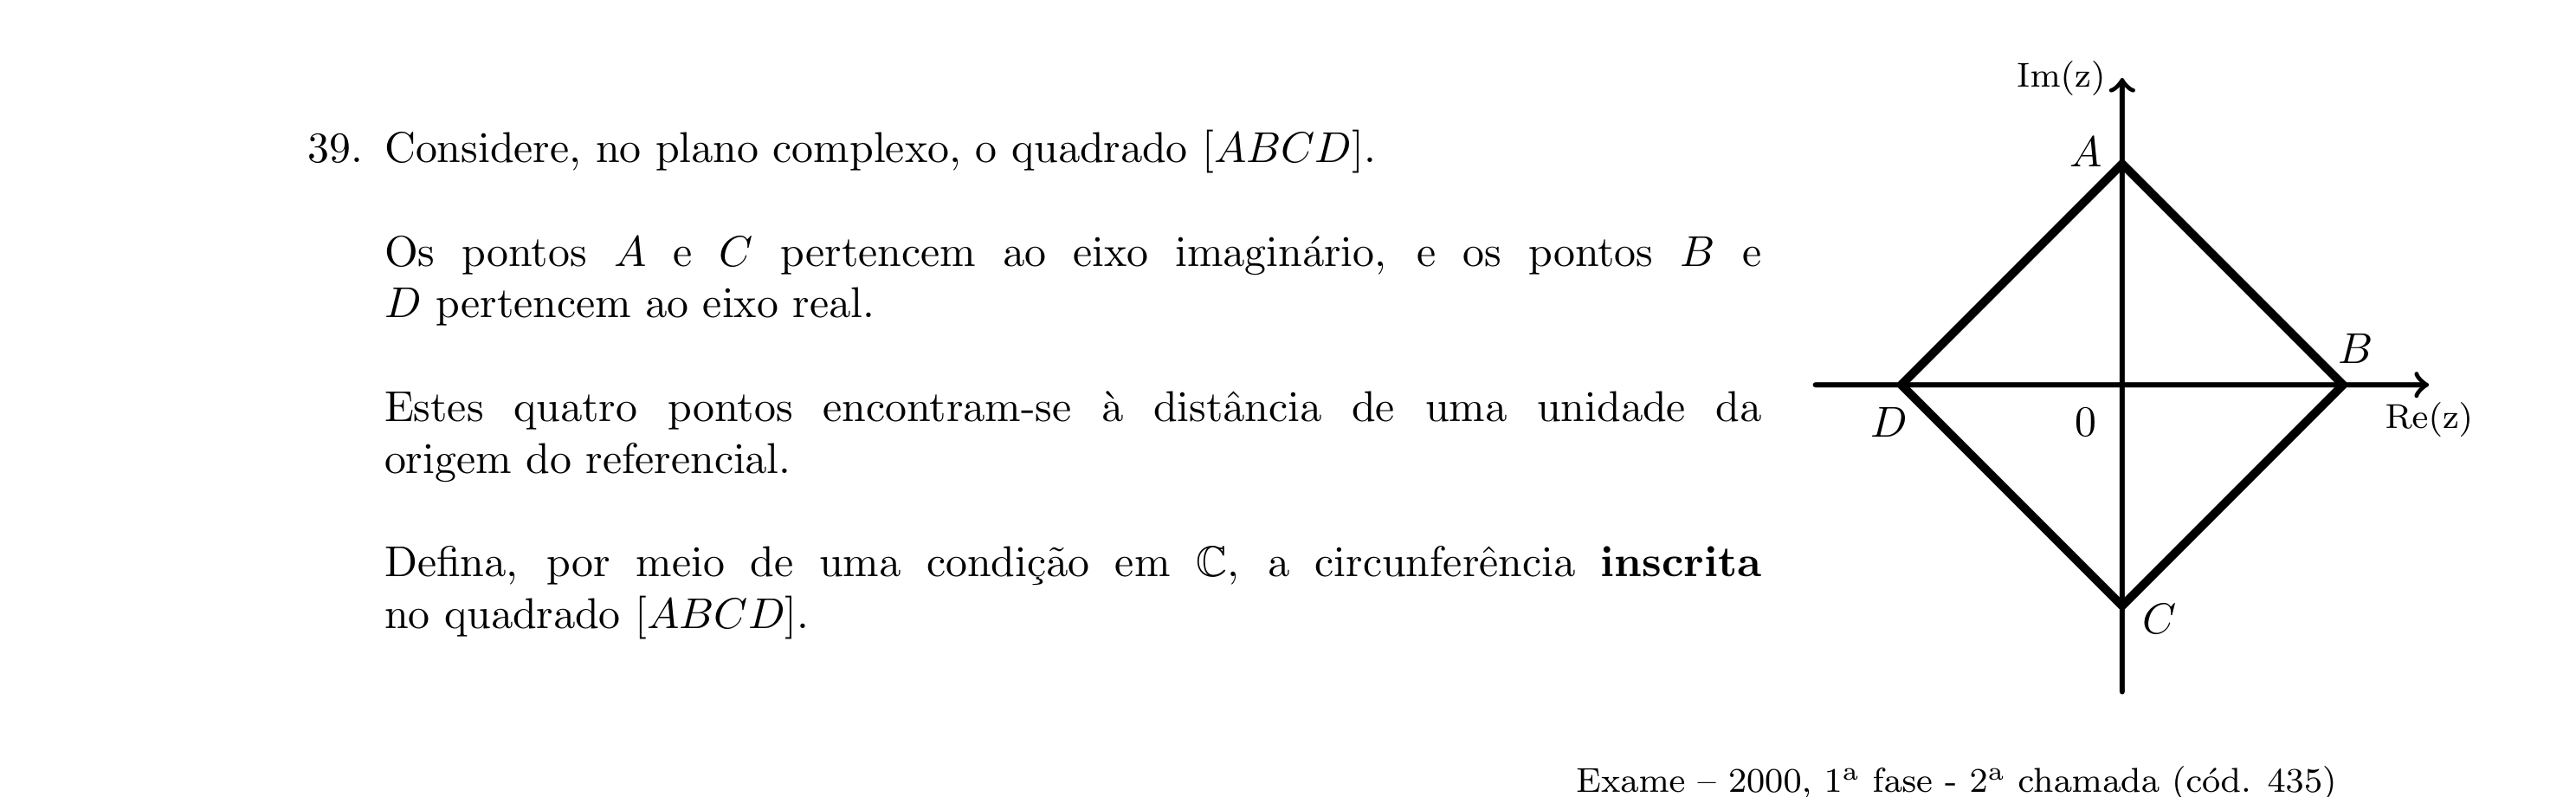 39. Considere, no plano complexo, o quadrado [ABCD].
Os pontos A e C pertencem ao eixo imaginário, e os pontos B e
D pertencem ao eixo real.
Estes quatro pontos encontram-se à distância de uma unidade da
origem do referencial.
Defina, por meio de uma condição em ℂ, a circunferência inscrita
no quadrado [ABCD].
Im(z)
A
B
D
0
Re(z)
C
Exame – 2000, 1ª fase - 2ª chamada (cód. 435)